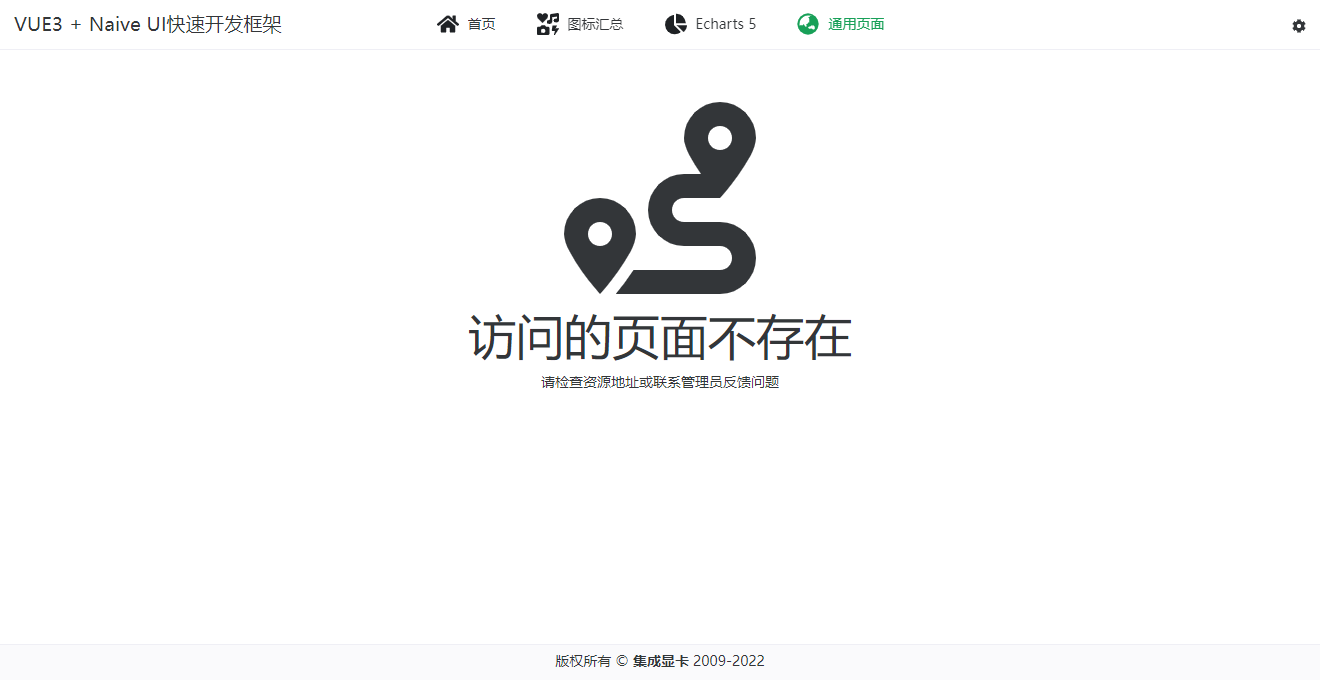 VUE3 + Naive UI快速开发框架
首页
图标汇总
Echarts 5
通用页面
访问的页面不存在
请检查资源地址或联系管理员反馈问题
版权所有 © 集成显卡 2009-2022